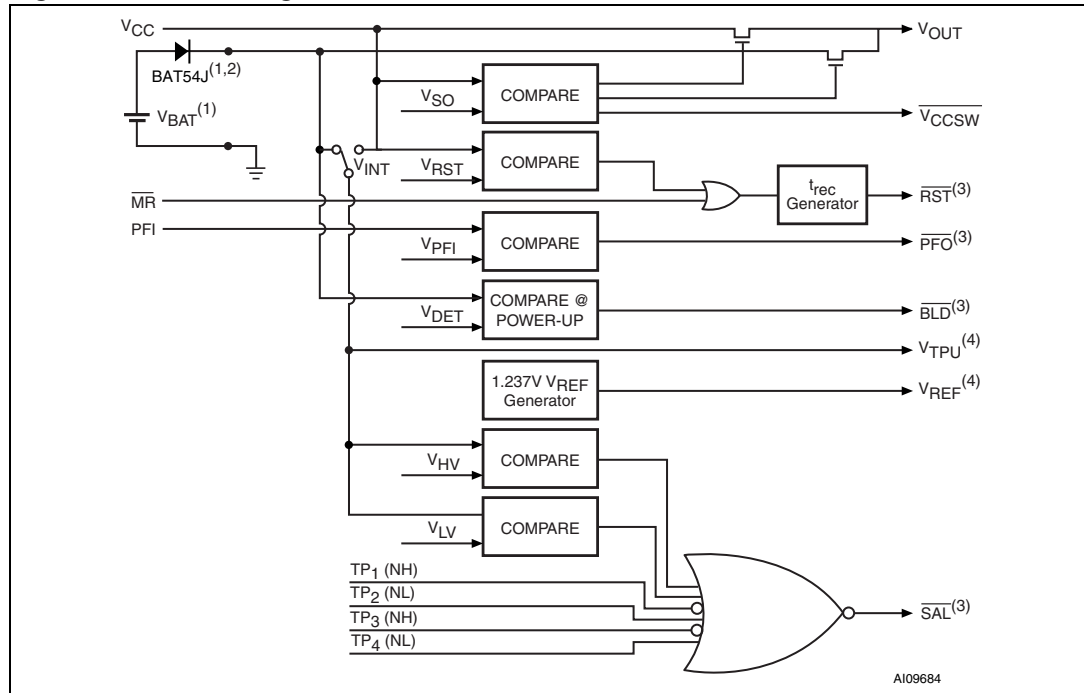 VCC
VOUT
BAT54J(1,2)
VSO
COMPARE
VCCSW
VBAT(1)
VINT
VRST
COMPARE
trec
Generator
RST(3)
MR
PFI
VPFI
COMPARE
PFO(3)
VDET
COMPARE @
POWER-UP
BLD(3)
VTPU(4)
1.237V VREF
Generator
VREF(4)
VHV
COMPARE
VLV
COMPARE
TP1 (NH)
TP2 (NL)
TP3 (NH)
TP4 (NL)
SAL(3)
AI09684